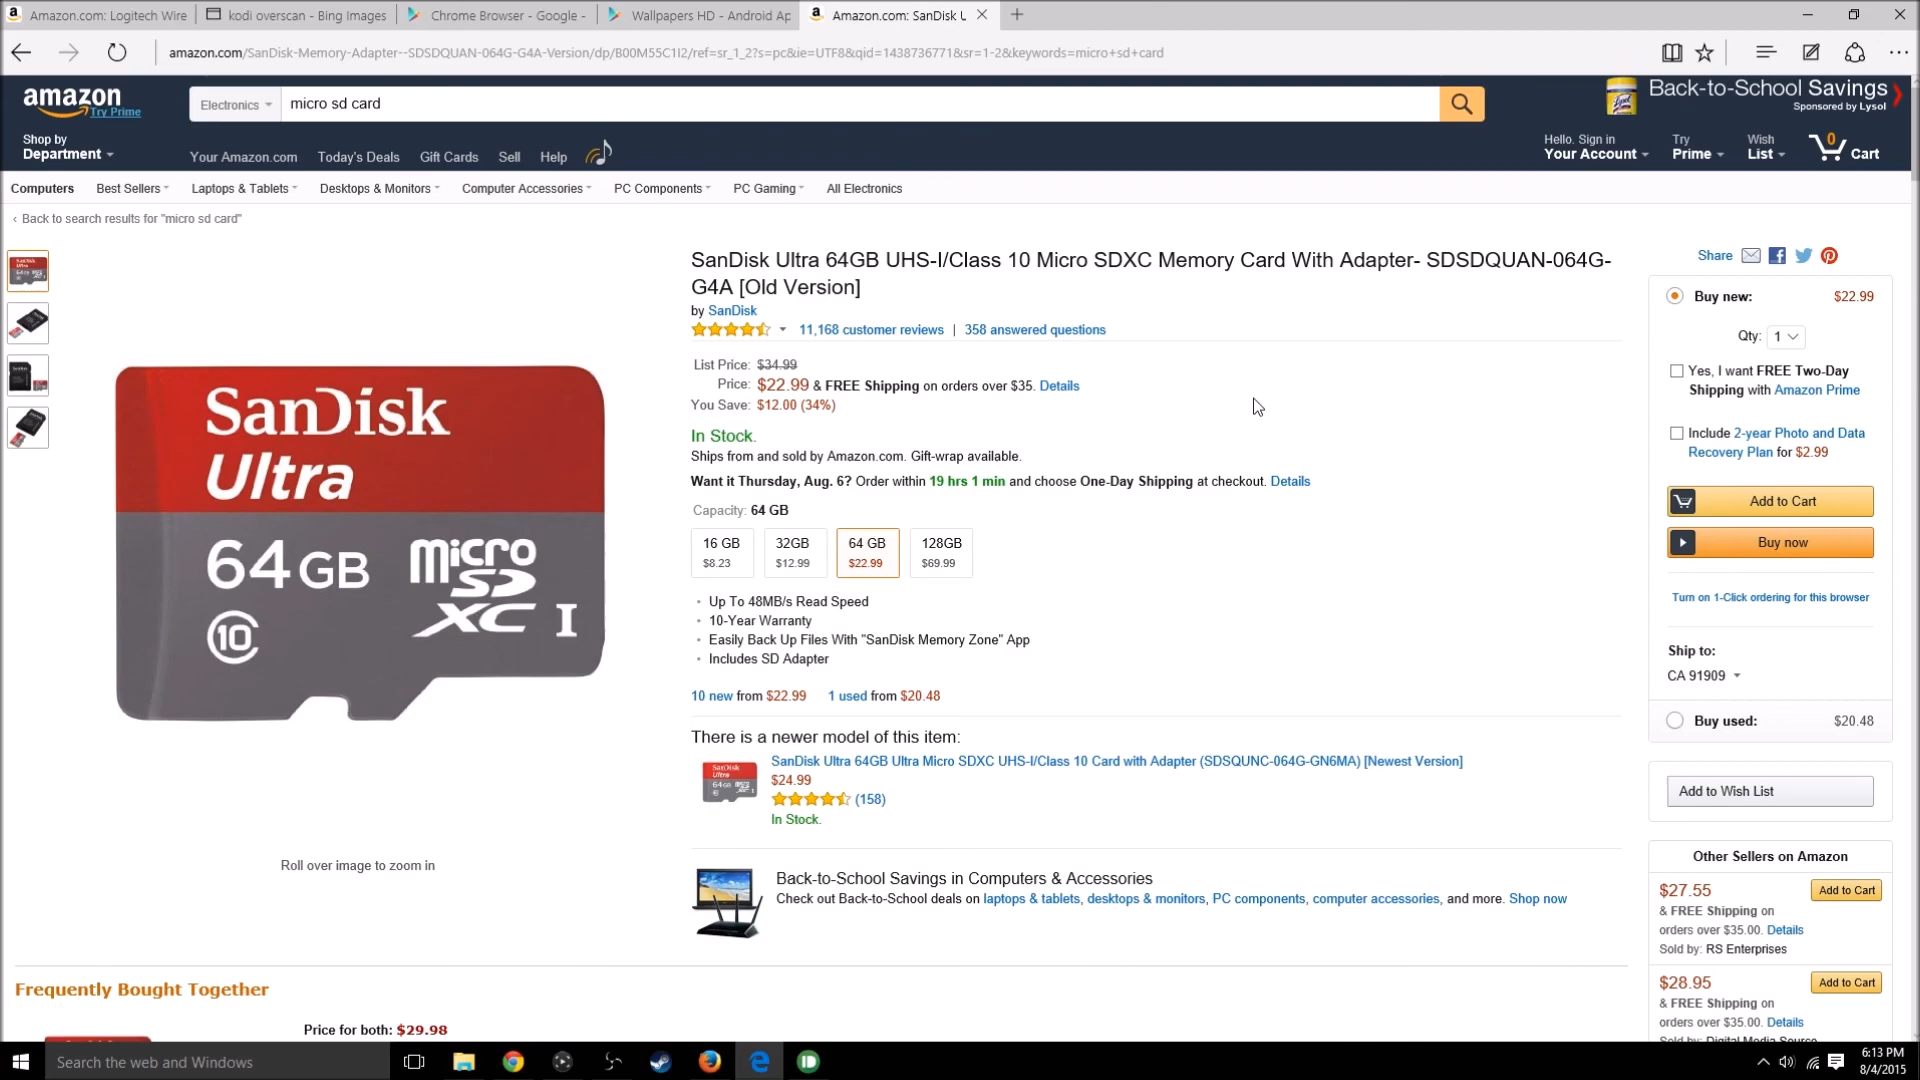 Amazon.com: Logitech Wire
kodi overscan - Bing Images
Chrome Browser - Google -
Wallpapers HD - Android Ap
Amazon.com: SanDisk U
amazon.com/SanDisk-Memory-Adapter--SDSDQUAN-064G-G4A-Version/dp/B00M55C1I2/ref=sr_1_2?s=pc&ie=UTF8&qid=1438736771&sr=1-2&keywords=micro+sd+card
amazon
Try Prime
Electronics
micro sd card
Back-to-School Savings
Sponsored by Lysol
Shop by
Department
Your Amazon.com
Today's Deals
Gift Cards
Sell
Help
Hello. Sign in
Your Account
Try
Prime
Wish
List
0
Cart
Computers
Best Sellers
Laptops & Tablets
Desktops & Monitors
Computer Accessories
PC Components
PC Gaming
All Electronics
‹ Back to search results for "micro sd card"
SanDisk
Ultra
64 GB
micro
SD
XC I
10
Roll over image to zoom in
SanDisk Ultra 64GB UHS-I/Class 10 Micro SDXC Memory Card With Adapter- SDSDQUAN-064G-
G4A [Old Version]
by SanDisk
11,168 customer reviews | 358 answered questions
List Price: $34.99
Price: $22.99 & FREE Shipping on orders over $35. Details
You Save: $12.00 (34%)
In Stock.
Ships from and sold by Amazon.com. Gift-wrap available.
Want it Thursday, Aug. 6? Order within 19 hrs 1 min and choose One-Day Shipping at checkout. Details
Capacity: 64 GB
16 GB
$8.23
32GB
$12.99
64 GB
$22.99
128GB
$69.99
• Up To 48MB/s Read Speed
• 10-Year Warranty
• Easily Back Up Files With "SanDisk Memory Zone" App
• Includes SD Adapter
10 new from $22.99 1 used from $20.48
There is a newer model of this item:
SanDisk Ultra 64GB Ultra Micro SDXC UHS-I/Class 10 Card with Adapter (SDSQUNC-064G-GN6MA) [Newest Version]
$24.99
(158)
In Stock.
Back-to-School Savings in Computers & Accessories
Check out Back-to-School deals on laptops & tablets, desktops & monitors, PC components, computer accessories, and more. Shop now
Share
Buy new: $22.99
Qty: 1
Yes, I want FREE Two-Day
Shipping with Amazon Prime
Include 2-year Photo and Data
Recovery Plan for $2.99
Add to Cart
Buy now
Turn on 1-Click ordering for this browser
Ship to:
CA 91909
Buy used: $20.48
Add to Wish List
Other Sellers on Amazon
$27.55
Add to Cart
& FREE Shipping on
orders over $35.00. Details
Sold by: RS Enterprises
$28.95
Add to Cart
& FREE Shipping on
orders over $35.00. Details
Sold by: Digital Media Source
Frequently Bought Together
Price for both: $29.98
Search the web and Windows
6:13 PM
8/4/2015